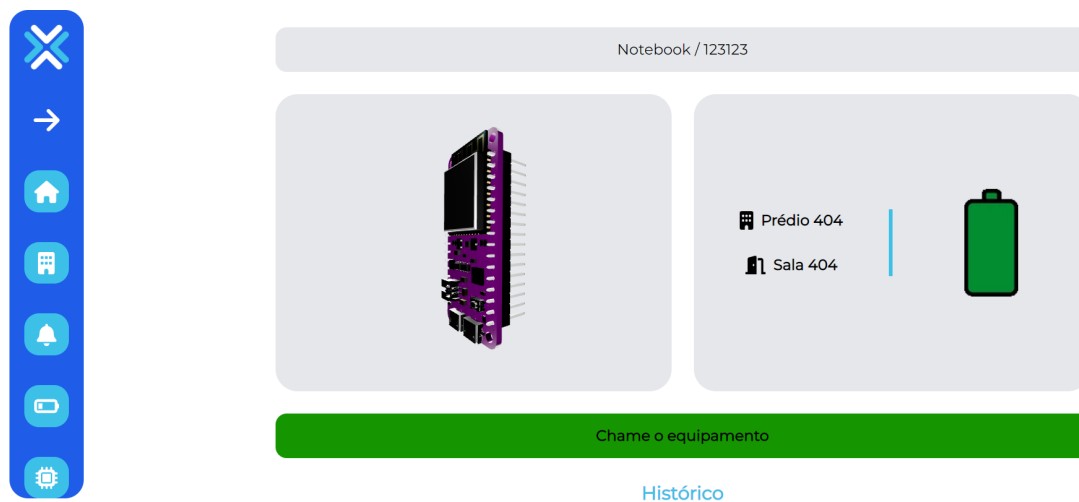 Notebook / 123123
Prédio 404
Sala 404
Chame o equipamento
Histórico